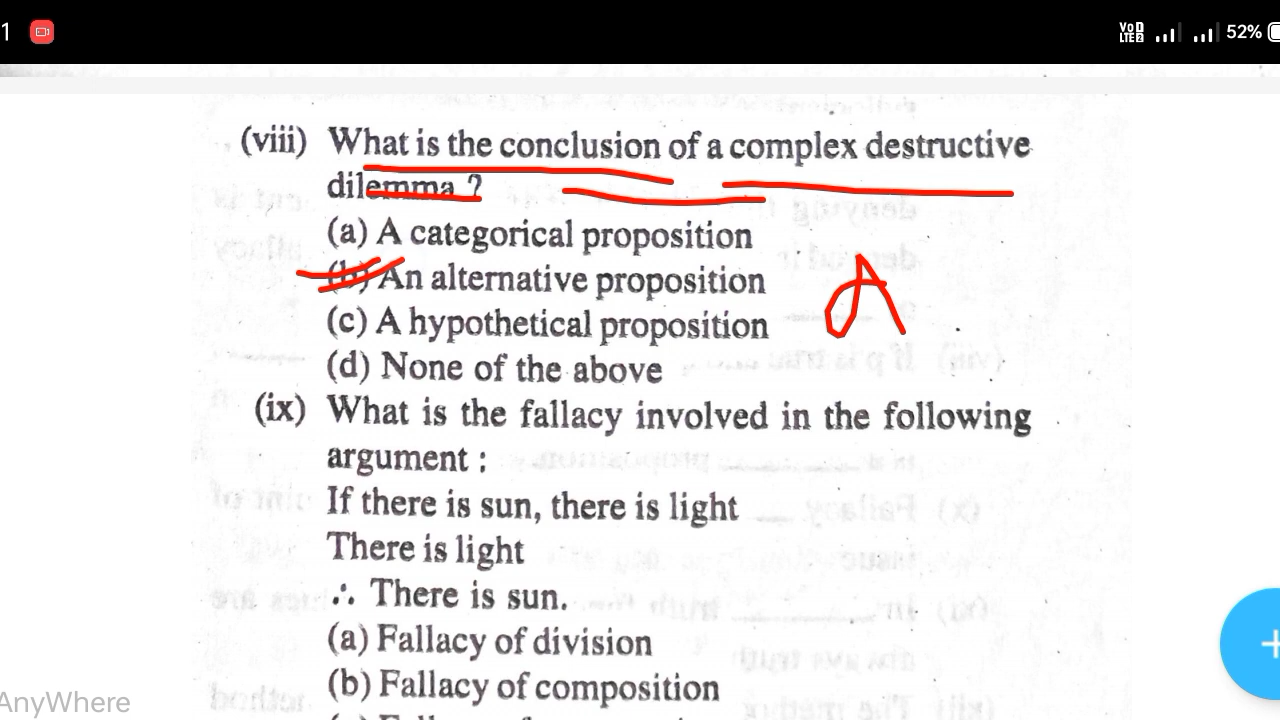 1
VoD
LTE2
52%
(viii) What is the conclusion of a complex destructive
dilemma ?
(a) A categorical proposition
(b) An alternative proposition
(c) A hypothetical proposition
(d) None of the above
A
(ix) What is the fallacy involved in the following
argument :
If there is sun, there is light
There is light
∴ There is sun.
(a) Fallacy of division
(b) Fallacy of composition
AnyWhere